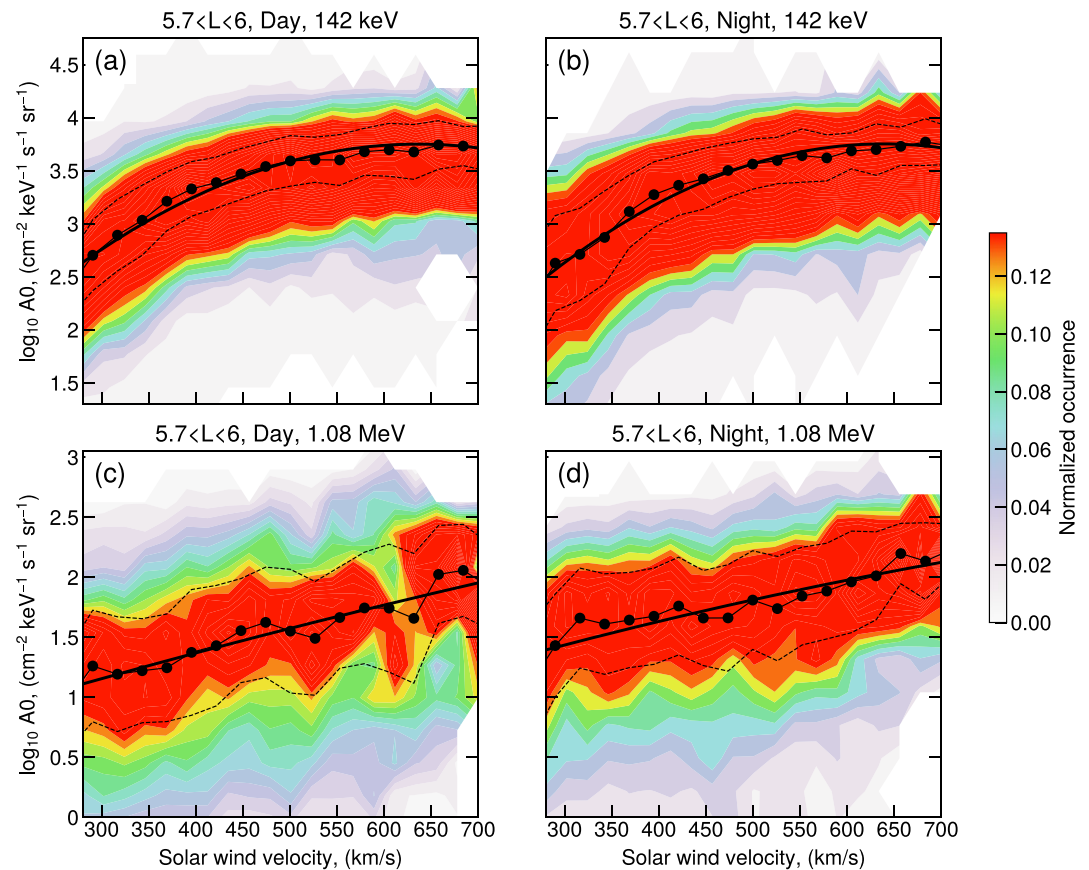 5.7<L<6, Day, 142 keV
5.7<L<6, Night, 142 keV
(a)
(b)
4.5
4
3.5
3
2.5
2
1.5
log₁₀ A0, (cm⁻² keV⁻¹ s⁻¹ sr⁻¹)
5.7<L<6, Day, 1.08 MeV
5.7<L<6, Night, 1.08 MeV
(c)
(d)
3
2.5
2
1.5
1
0.5
0
log₁₀ A0, (cm⁻² keV⁻¹ s⁻¹ sr⁻¹)
300 350 400 450 500 550 600 650 700
300 350 400 450 500 550 600 650 700
Solar wind velocity, (km/s)
Solar wind velocity, (km/s)
0.12
0.10
0.08
0.06
0.04
0.02
0.00
Normalized occurrence